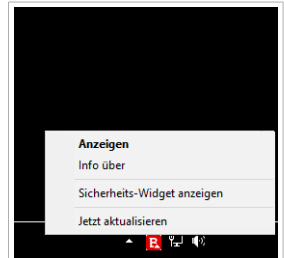 Anzeigen
Info über
Sicherheits-Widget anzeigen
Jetzt aktualisieren
B